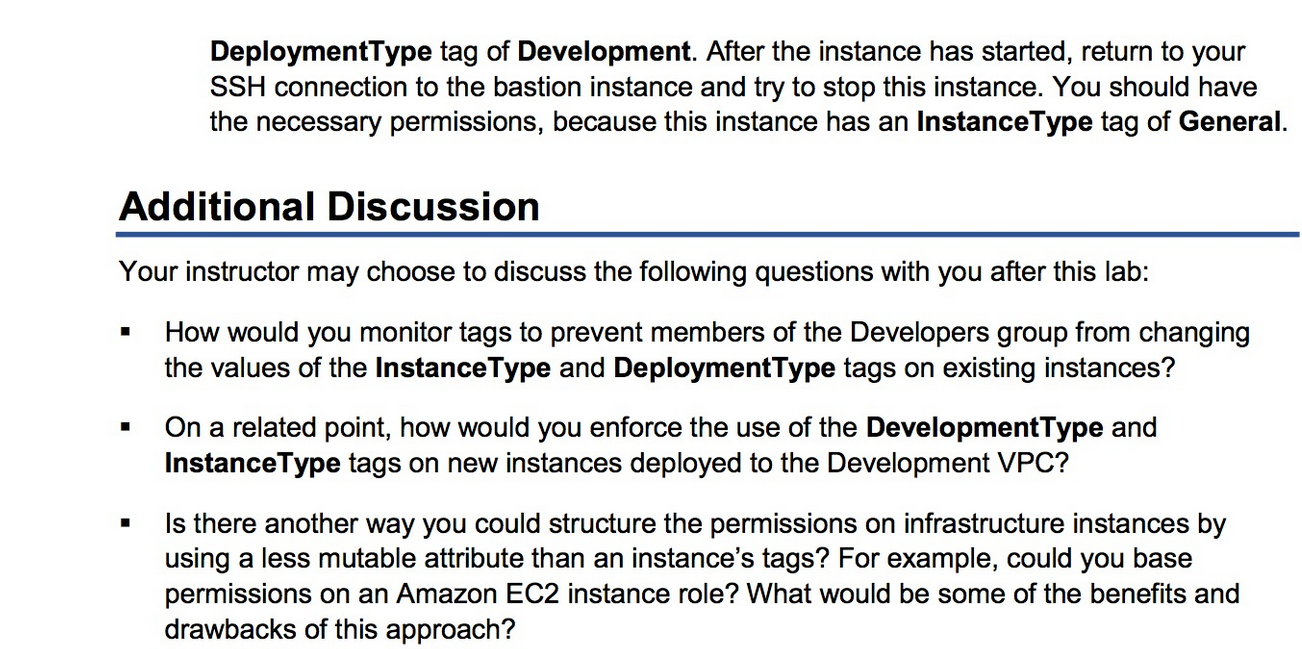 DeploymentType tag of Development. After the instance has started, return to your
SSH connection to the bastion instance and try to stop this instance. You should have
the necessary permissions, because this instance has an InstanceType tag of General.
Additional Discussion
Your instructor may choose to discuss the following questions with you after this lab:
▪ How would you monitor tags to prevent members of the Developers group from changing
the values of the InstanceType and DeploymentType tags on existing instances?
▪ On a related point, how would you enforce the use of the DevelopmentType and
InstanceType tags on new instances deployed to the Development VPC?
▪ Is there another way you could structure the permissions on infrastructure instances by
using a less mutable attribute than an instance’s tags? For example, could you base
permissions on an Amazon EC2 instance role? What would be some of the benefits and
drawbacks of this approach?